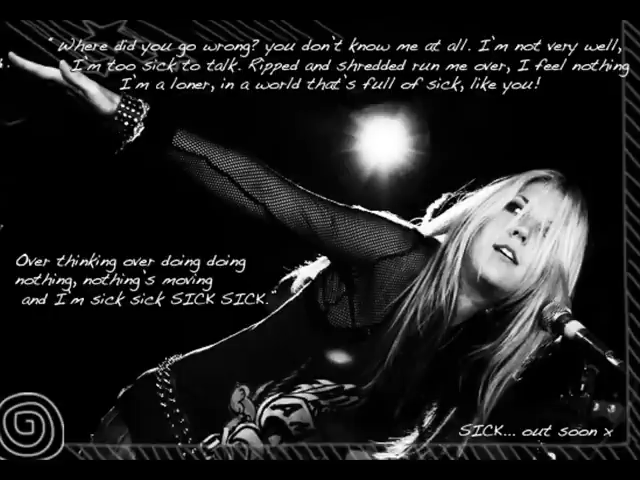 " Where did you go wrong? you don't know me at all. I'm not very well,
I'm too sick to talk. Ripped and shredded run me over, I feel nothing
I'm a loner, in a world that's full of sick, like you!
Over thinking over doing doing
nothing, nothing's moving
and I'm sick sick SICK SICK."
SICK... out soon x